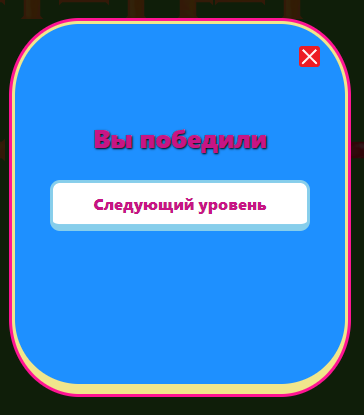 Вы победили
Следующий уровень